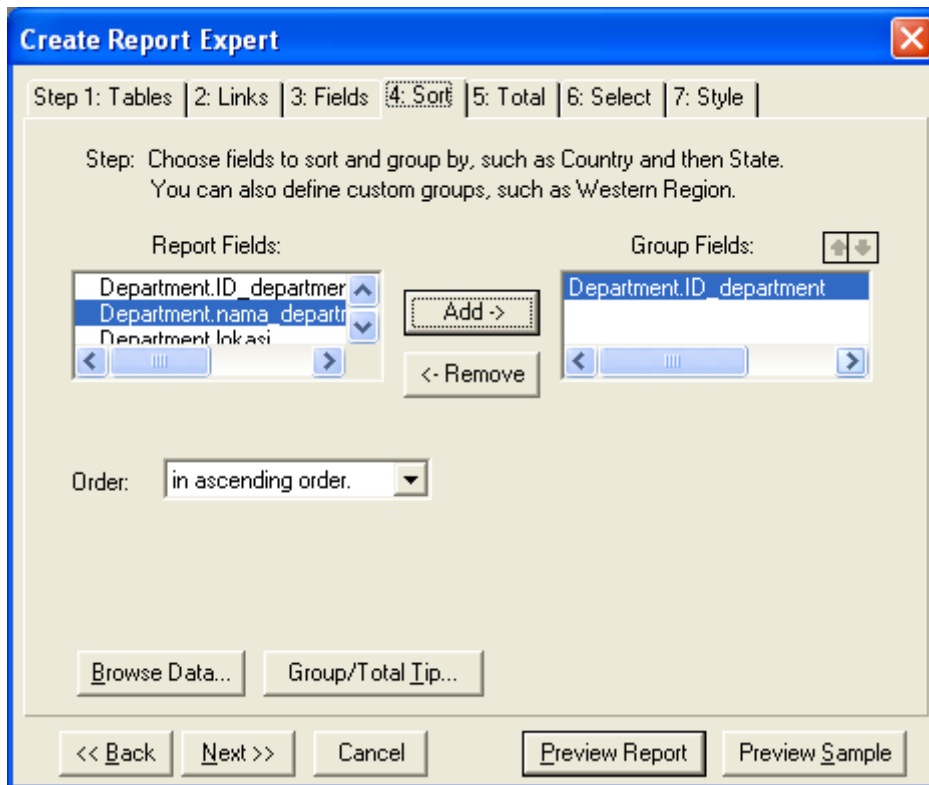 Create Report Expert
Step 1: Tables 2: Links 3: Fields 4: Sort 5: Total 6: Select 7: Style
Step: Choose fields to sort and group by, such as Country and then State.
You can also define custom groups, such as Western Region.
Report Fields: Group Fields:
Department.ID_departmer
Department.nama_departr
Department.lokasi
Add ->
<- Remove
Department.ID_department
Order: in ascending order.
Browse Data... Group/Total Tip...
<< Back Next >> Cancel Preview Report Preview Sample